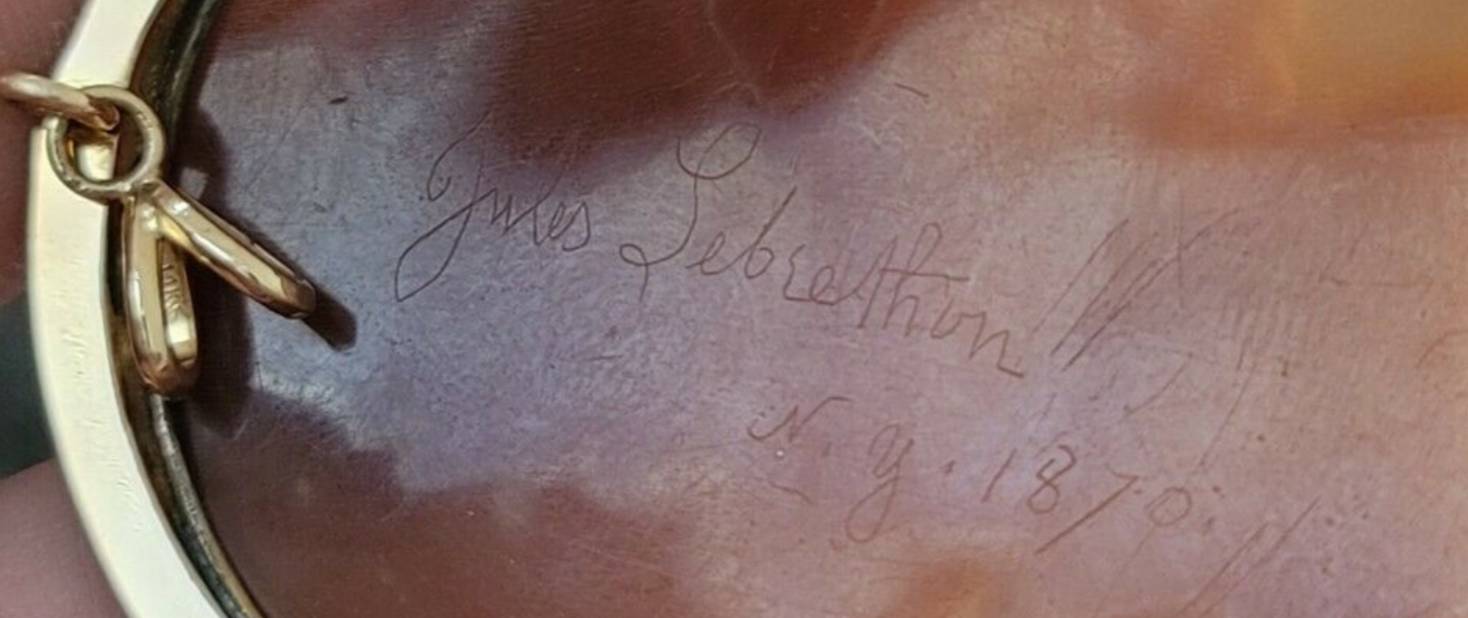 Jules Lebrethon
N. Y. 1870.